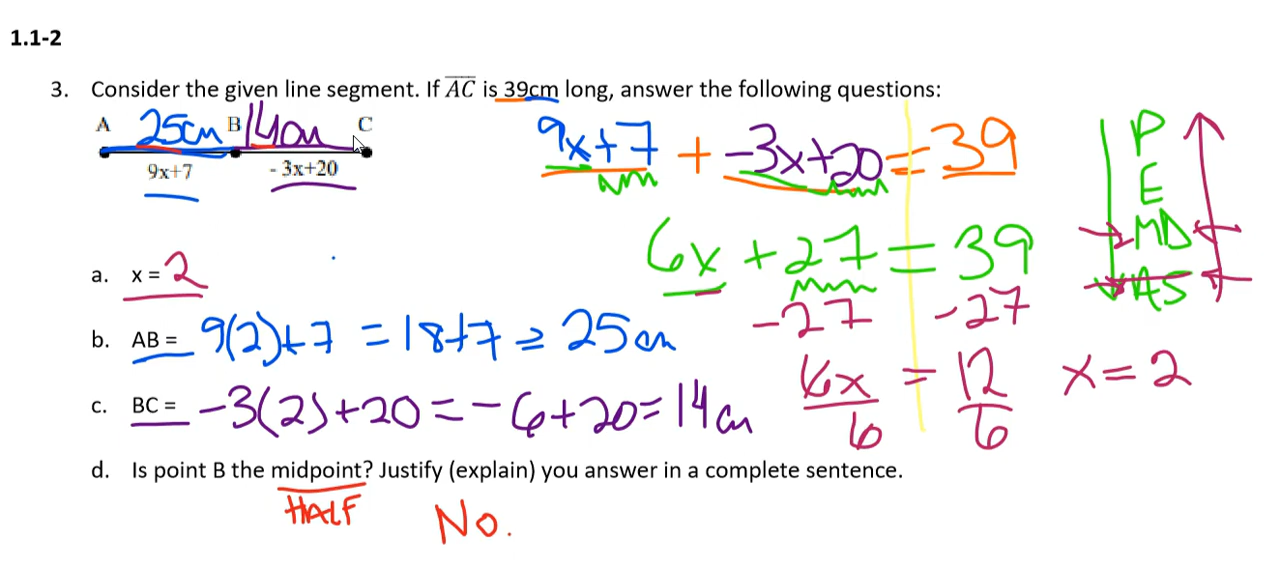 1.1-2
3. Consider the given line segment. If AC is 39cm long, answer the following questions:
A 25cm B 14cm C
9x+7 - 3x+20
9x+7 + -3x+20 = 39
6x + 27 = 39
-27 -27
6x = 12
6 6
x = 2
P
E
MD
AS
a. x = 2
b. AB = 9(2)+7 = 18+7 = 25cm
c. BC = -3(2)+20 = -6+20 = 14cm
d. Is point B the midpoint? Justify (explain) you answer in a complete sentence.
HALF No.